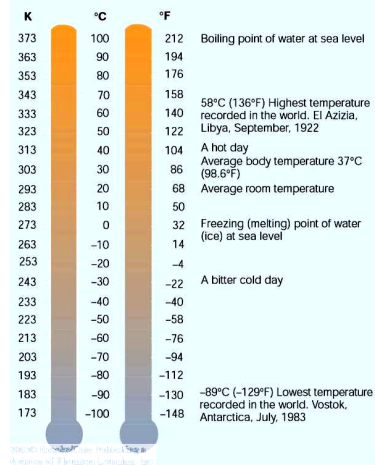 K °C °F
373 100 212 Boiling point of water at sea level
363 90 194
353 80 176
343 70 158
58°C (136°F) Highest temperature
333 60 140 recorded in the world. El Azizia,
323 50 122 Libya, September, 1922
313 40 104 A hot day
Average body temperature 37°C
303 30 86 (98.6°F)
293 20 68 Average room temperature
283 10 50
273 0 32 Freezing (melting) point of water
263 –10 14 (ice) at sea level
253 –20 –4
243 –30 –22 A bitter cold day
233 –40 –40
223 –50 –58
213 –60 –76
203 –70 –94
193 –80 –112
183 –90 –130 –89°C (–129°F) Lowest temperature
recorded in the world. Vostok,
173 –100 –148 Antarctica, July, 1983